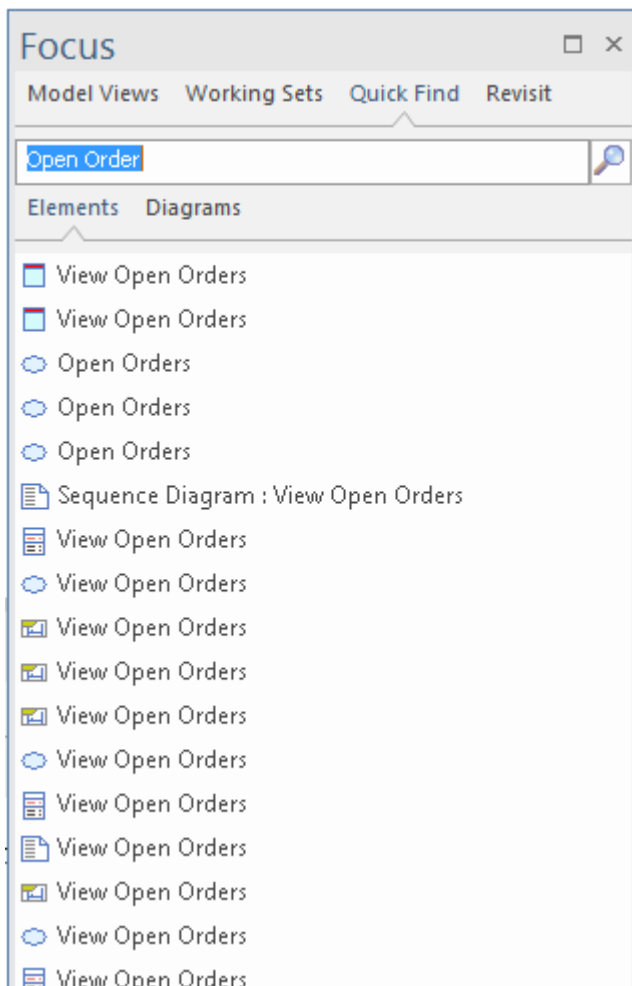 Focus
Model Views Working Sets Quick Find Revisit
Open Order
Elements Diagrams
View Open Orders
View Open Orders
Open Orders
Open Orders
Open Orders
Sequence Diagram : View Open Orders
View Open Orders
View Open Orders
View Open Orders
View Open Orders
View Open Orders
View Open Orders
View Open Orders
View Open Orders
View Open Orders
View Open Orders
View Open Orders